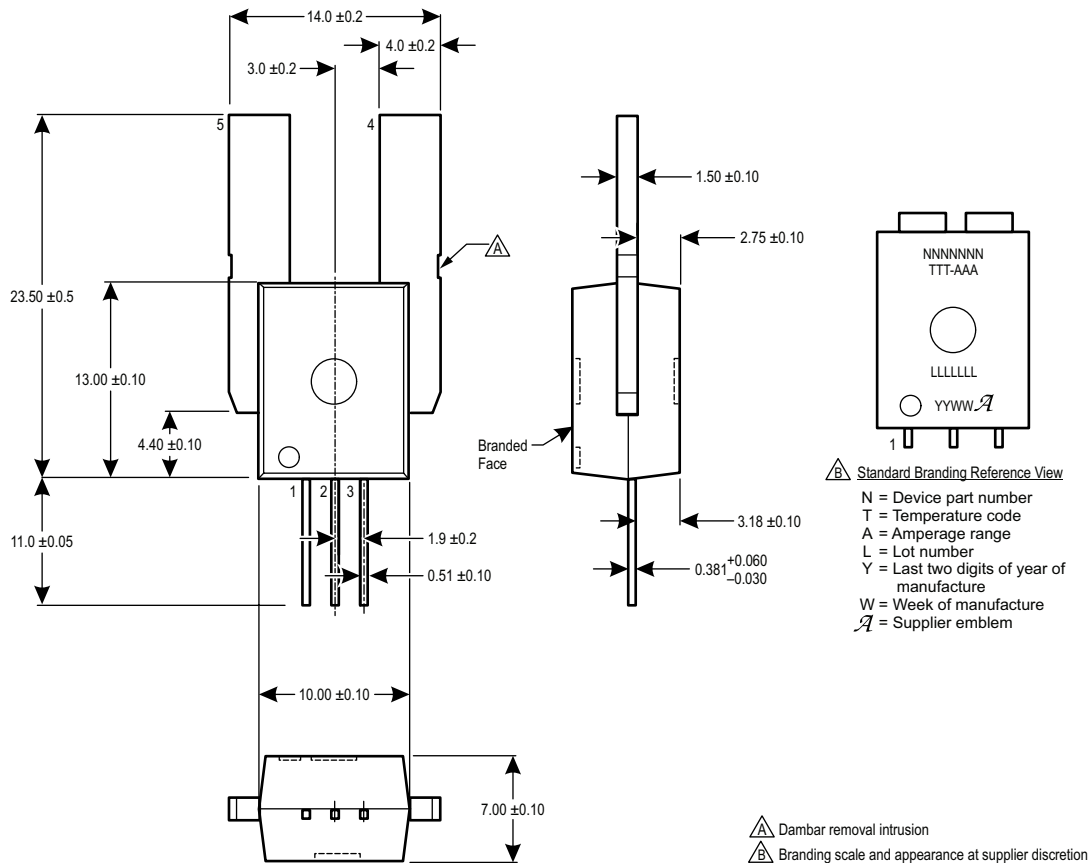 14.0 ±0.2
4.0 ±0.2
3.0 ±0.2
5
4
A
23.50 ±0.5
13.00 ±0.10
4.40 ±0.10
1
2
3
11.0 ±0.05
1.9 ±0.2
0.51 ±0.10
10.00 ±0.10
7.00 ±0.10
1.50 ±0.10
2.75 ±0.10
Branded
Face
3.18 ±0.10
0.381 +0.060
–0.030
NNNNNNN
TTT-AAA
LLLLLLL
YYWW A
1
B Standard Branding Reference View
N = Device part number
T = Temperature code
A = Amperage range
L = Lot number
Y = Last two digits of year of
manufacture
W = Week of manufacture
A = Supplier emblem
A Dambar removal intrusion
B Branding scale and appearance at supplier discretion